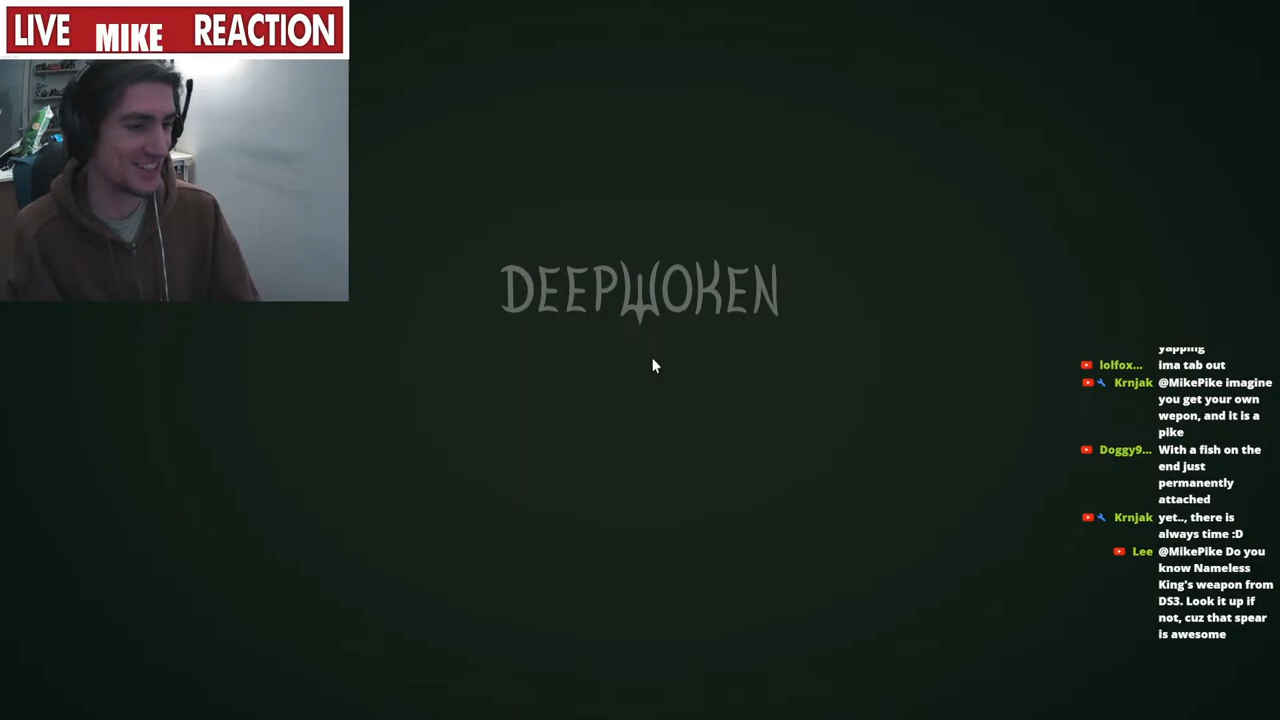 LIVE MIKE REACTION
DEEPWOKEN
yapping
lolfox... ima tab out
Krnjak @MikePike imagine
you get your own
wepon, and it is a
pike
Doggy9... With a fish on the
end just
permanently
attached
Krnjak yet.., there is
always time :D
Lee @MikePike Do you
know Nameless
King's weapon from
DS3. Look it up if
not, cuz that spear
is awesome